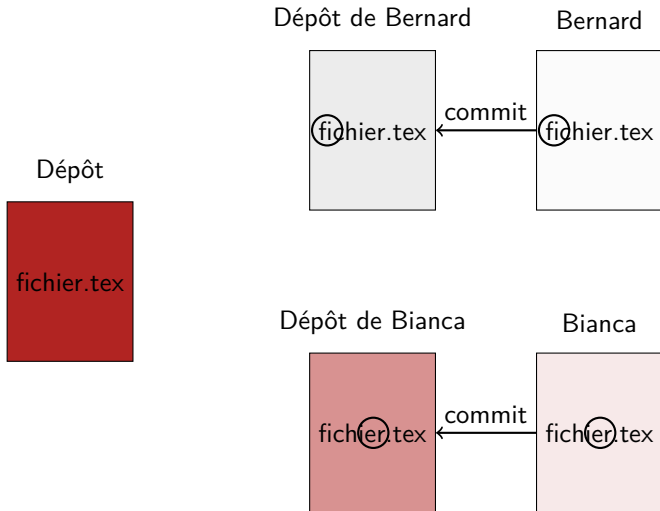 Dépôt de Bernard
Bernard
fichier.tex
commit
fichier.tex
Dépôt
fichier.tex
Dépôt de Bianca
Bianca
fichier.tex
commit
fichier.tex